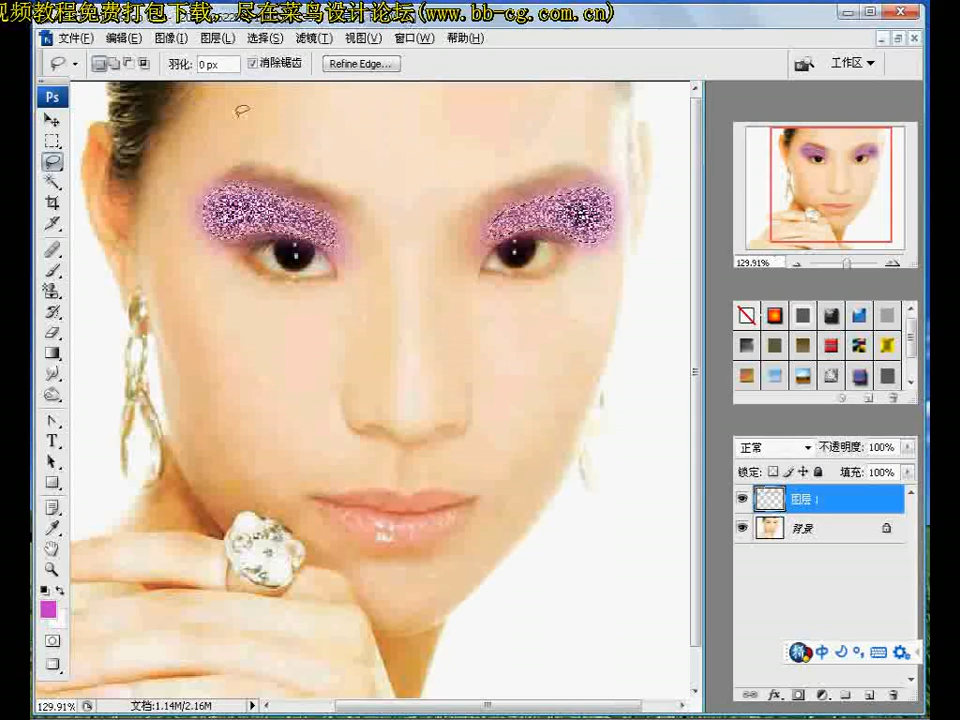 视频教程免费打包下载，尽在菜鸟设计论坛(www.bb-cg.com.cn)
文件(F) 编辑(E) 图像(I) 图层(L) 选择(S) 滤镜(T) 视图(V) 窗口(W) 帮助(H)
羽化: 0 px 消除锯齿 Refine Edge... 工作区
Ps
129.91%
正常 不透明度: 100%
锁定: 填充: 100%
图层 1
背景
T
中
fx
129.91% 文档:1.14M/2.16M